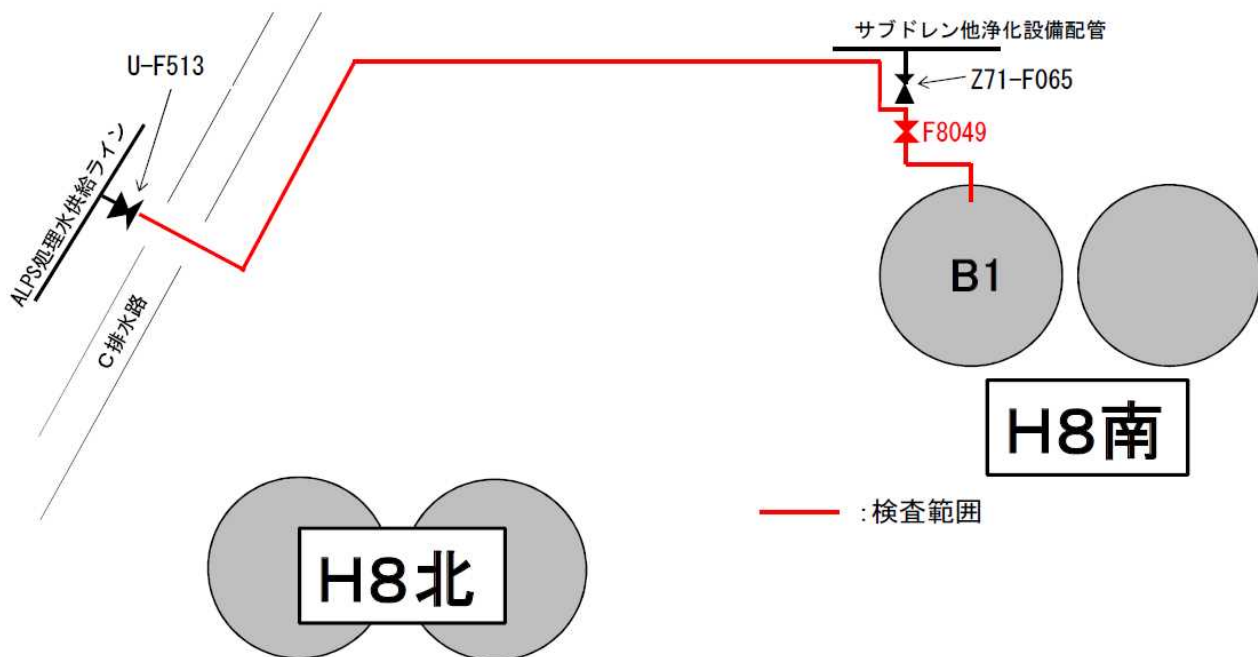 サブドレン他浄化設備配管
U-F513
Z71-F065
F8049
ALPS処理水供給ライン
B1
C排水路
H8南
:検査範囲
H8北